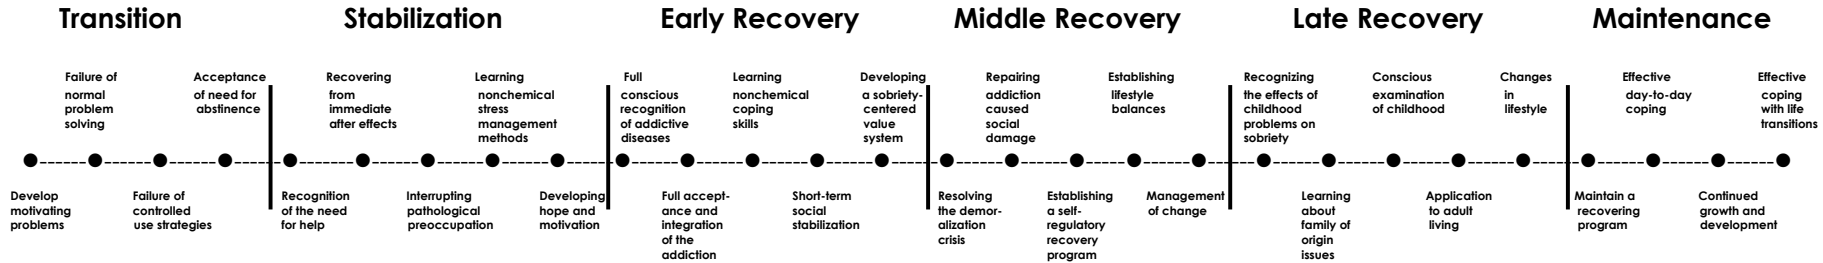 Transition
Stabilization
Early Recovery
Middle Recovery
Late Recovery
Maintenance
Failure of
normal
problem
solving
Acceptance
of need for
abstinence
Recovering
from
immediate
after effects
Learning
nonchemical
stress
management
methods
Full
conscious
recognition
of addictive
diseases
Learning
nonchemical
coping
skills
Developing
a sobriety-
centered
value
system
Repairing
addiction
caused
social
damage
Establishing
lifestyle
balances
Recognizing
the effects of
childhood
problems on
sobriety
Conscious
examination
of childhood
Changes
in
lifestyle
Effective
day-to-day
coping
Effective
coping
with life
transitions
Develop
motivating
problems
Failure of
controlled
use strategies
Recognition
of the need
for help
Interrupting
pathological
preoccupation
Developing
hope and
motivation
Full accept-
ance and
integration
of the
addiction
Short-term
social
stabilization
Resolving
the demor-
alization
crisis
Establishing
a self-
regulatory
recovery
program
Management
of change
Learning
about
family of
origin
issues
Application
to adult
living
Maintain a
recovering
program
Continued
growth and
development